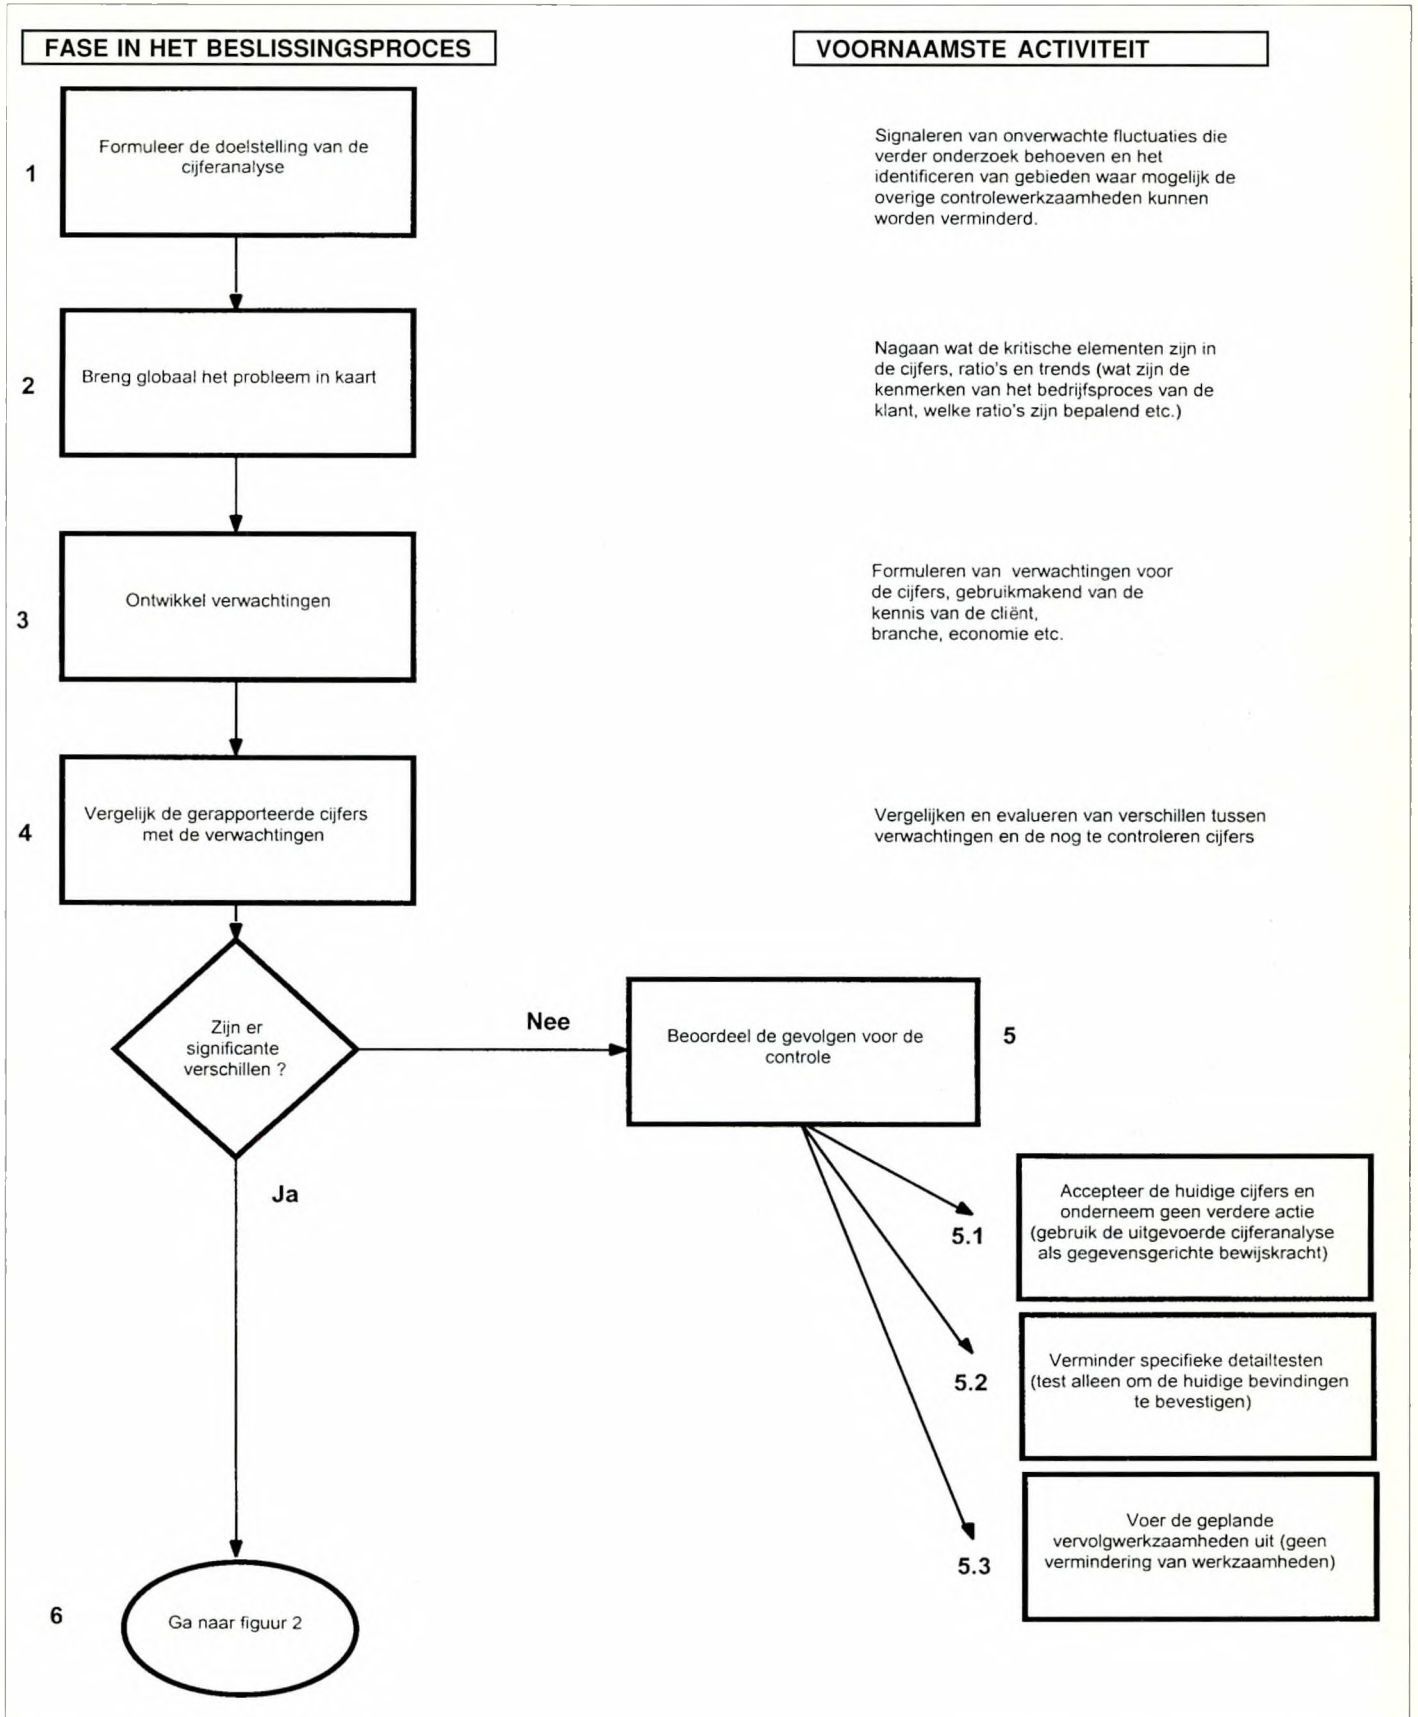 FASE IN HET BESLISSINGSPROCES
VOORNAAMSTE ACTIVITEIT
1
Formuleer de doelstelling van de
cijferanalyse
Signaleren van onverwachte fluctuaties die
verder onderzoek behoeven en het
identificeren van gebieden waar mogelijk de
overige controlewerkzaamheden kunnen
worden verminderd.
2
Breng globaal het probleem in kaart
Nagaan wat de kritische elementen zijn in
de cijfers, ratio's en trends (wat zijn de
kenmerken van het bedrijfsproces van de
klant, welke ratio's zijn bepalend etc.)
3
Ontwikkel verwachtingen
Formuleren van verwachtingen voor
de cijfers, gebruikmakend van de
kennis van de cliënt,
branche, economie etc.
4
Vergelijk de gerapporteerde cijfers
met de verwachtingen
Vergelijken en evalueren van verschillen tussen
verwachtingen en de nog te controleren cijfers
Zijn er
significante
verschillen ?
Nee
Beoordeel de gevolgen voor de
controle
5
Ja
5.1
Accepteer de huidige cijfers en
onderneem geen verdere actie
(gebruik de uitgevoerde cijferanalyse
als gegevensgerichte bewijskracht)
5.2
Verminder specifieke detailtesten
(test alleen om de huidige bevindingen
te bevestigen)
5.3
Voer de geplande
vervolgwerkzaamheden uit (geen
vermindering van werkzaamheden)
6
Ga naar figuur 2